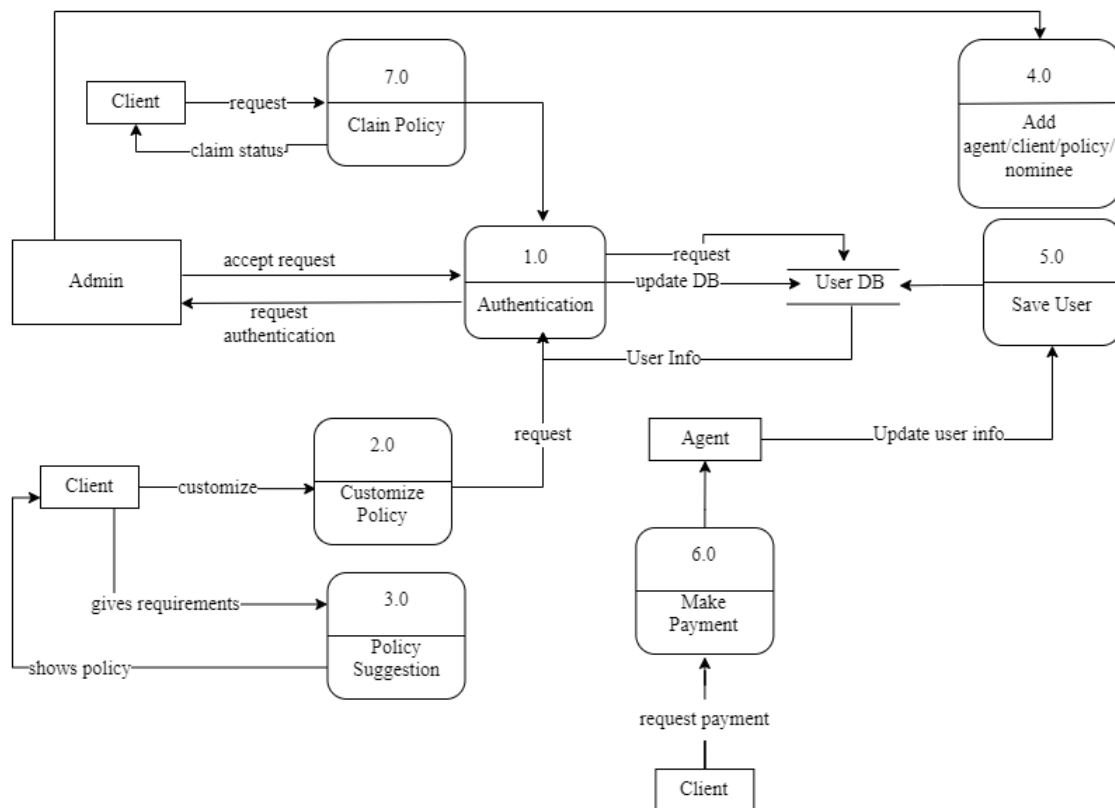 7.0
Clain Policy
Client
request
claim status
4.0
Add
agent/client/policy/
nominee
Admin
accept request
request
authentication
1.0
Authentication
request
update DB
User DB
5.0
Save User
User Info
request
2.0
Customize
Policy
Client
customize
gives requirements
3.0
Policy
Suggestion
shows policy
Agent
Update user info
6.0
Make
Payment
request payment
Client